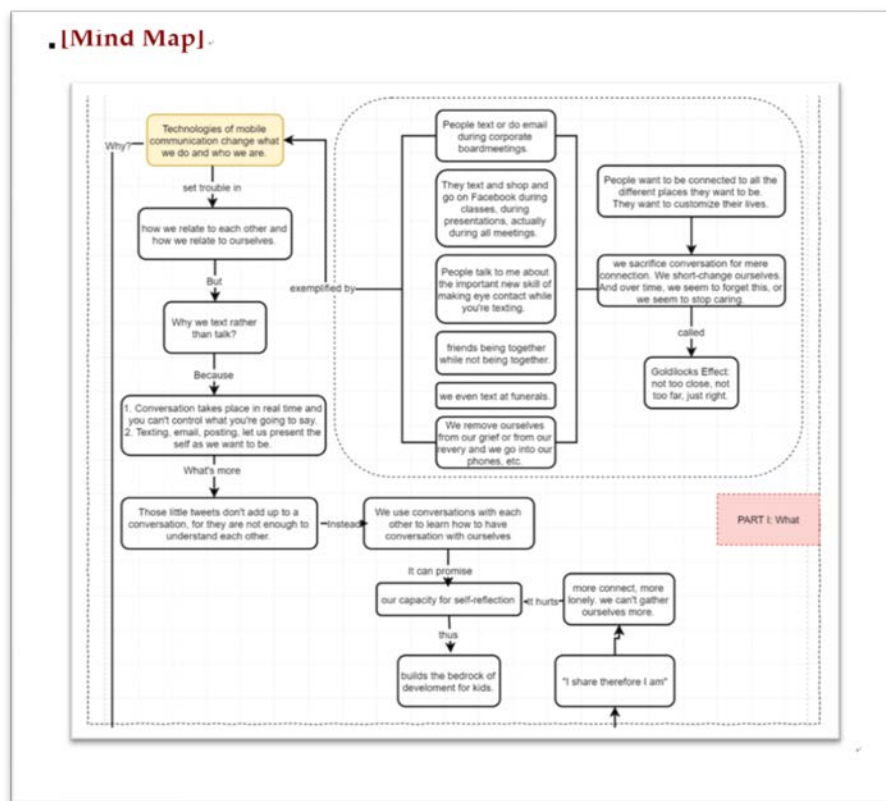 [Mind Map]
Why?
Technologies of mobile
communication change what
we do and who we are.
set trouble in
how we relate to each other and
how we relate to ourselves.
But
Why we text rather
than talk?
Because
1. Conversation takes place in real time and
you can't control what you're going to say.
2. Texting, email, posting, let us present the
self as we want to be.
What's more
Those little tweets don't add up to a
conversation, for they are not enough to
understand each other.
Instead
We use conversations with each
other to learn how to have
conversation with ourselves
It can promise
our capacity for self-reflection
thus
builds the bedrock of
develoment for kids.
exemplified by
People text or do email
during corporate
boardmeetings.
They text and shop and
go on Facebook during
classes, during
presentations, actually
during all meetings.
People talk to me about
the important new skill of
making eye contact while
you're texting.
friends being together
while not being together.
we even text at funerals.
We remove ourselves
from our grief or from our
revery and we go into our
phones, etc.
People want to be connected to all the
different places they want to be.
They want to customize their lives.
we sacrifice conversation for mere
connection. We short-change ourselves.
And over time, we seem to forget this, or
we seem to stop caring.
called
Goldilocks Effect:
not too close, not
too far, just right.
PART I: What
more connect, more
lonely. we can't gather
ourselves more.
It hurts
"I share therefore I am"